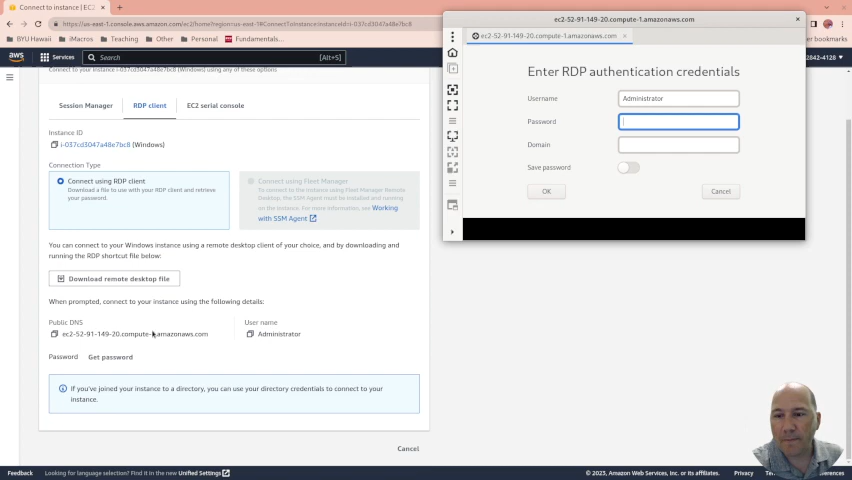 Connect to instance | EC2
us-east-1.console.aws.amazon.com/ec2/home?region=us-east-1#ConnectToInstance:instanceId=i-037cd3047a48e7bc8
BYU Hawaii
iMacros
Teaching
Other
Personal
Fundamentals...
bookmarks
aws
Services
Search
[Alt+S]
2842-4128
Connect to your instance i-037cd3047a48e7bc8 (Windows) using any of these options
Session Manager
RDP client
EC2 serial console
Instance ID
i-037cd3047a48e7bc8 (Windows)
Connection Type
Connect using RDP client
Download a file to use with your RDP client and retrieve
your password.
Connect using Fleet Manager
To connect to the instance using Fleet Manager Remote
Desktop, the SSM Agent must be installed and running
on the instance. For more information, see Working
with SSM Agent
You can connect to your Windows instance using a remote desktop client of your choice, and by downloading and
running the RDP shortcut file below:
Download remote desktop file
When prompted, connect to your instance using the following details:
Public DNS
ec2-52-91-149-20.compute-1.amazonaws.com
User name
Administrator
Password
Get password
If you've joined your instance to a directory, you can use your directory credentials to connect to your
instance.
Cancel
ec2-52-91-149-20.compute-1.amazonaws.com
ec2-52-91-149-20.compute-1.amazonaws.com
Enter RDP authentication credentials
Username
Administrator
Password
Domain
Save password
OK
Cancel
Feedback
Looking for language selection? Find it in the new Unified Settings
© 2023, Amazon Web Services, Inc. or its affiliates.
Privacy